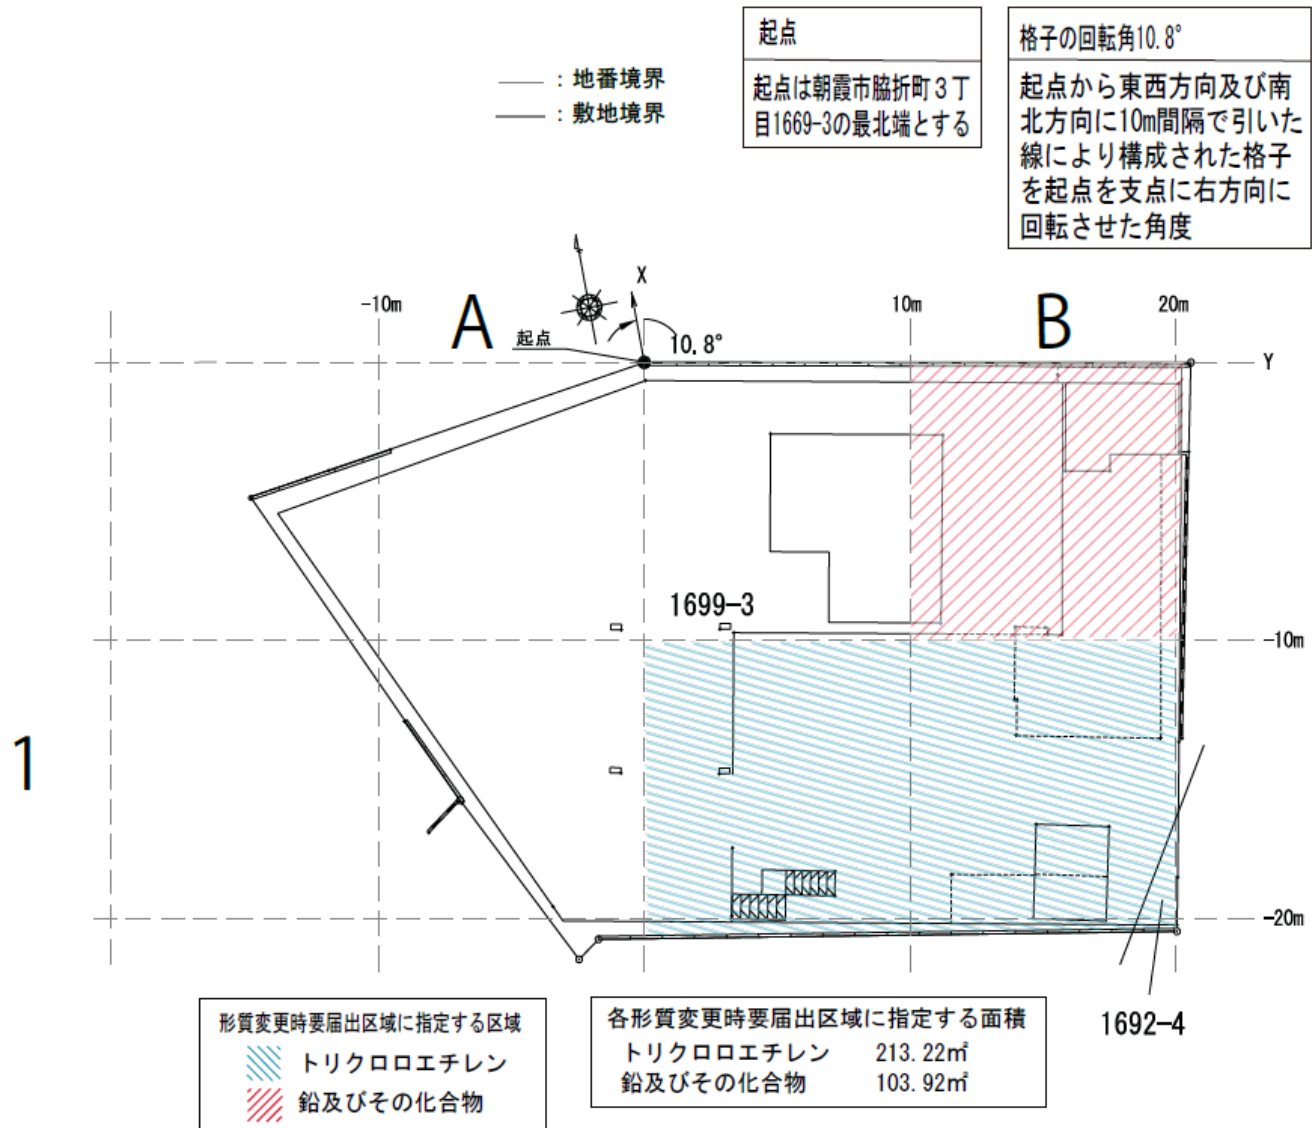 起点
起点は朝霞市脇折町3丁
目1669-3の最北端とする
格子の回転角10.8°
起点から東西方向及び南
北方向に10m間隔で引いた
線により構成された格子
を起点を支点に右方向に
回転させた角度
——：地番境界
——：敷地境界
X
-10m
A
起点
10.8°
10m
B
20m
Y
1699-3
-10m
1
-20m
1692-4
形質変更時要届出区域に指定する区域
トリクロロエチレン
鉛及びその化合物
各形質変更時要届出区域に指定する面積
トリクロロエチレン 213.22㎡
鉛及びその化合物 103.92㎡